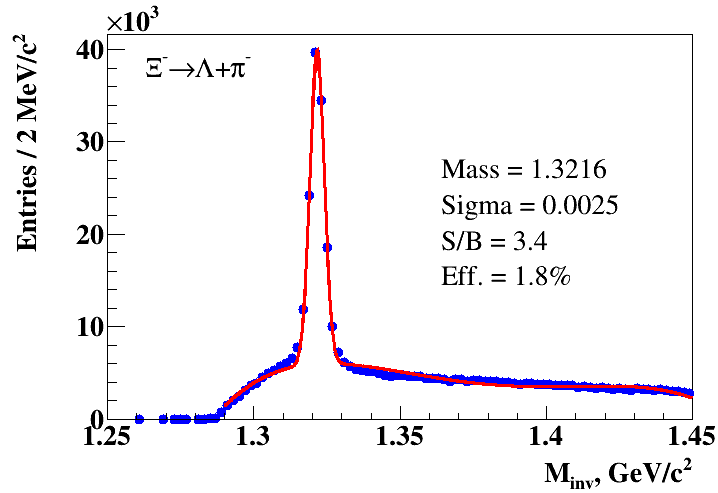 ×10³
Entries / 2 MeV/c²
40
30
20
10
0
Ξ⁻→Λ+π⁻
Mass = 1.3216
Sigma = 0.0025
S/B = 3.4
Eff. = 1.8%
1.25 1.3 1.35 1.4 1.45
M_inv, GeV/c²